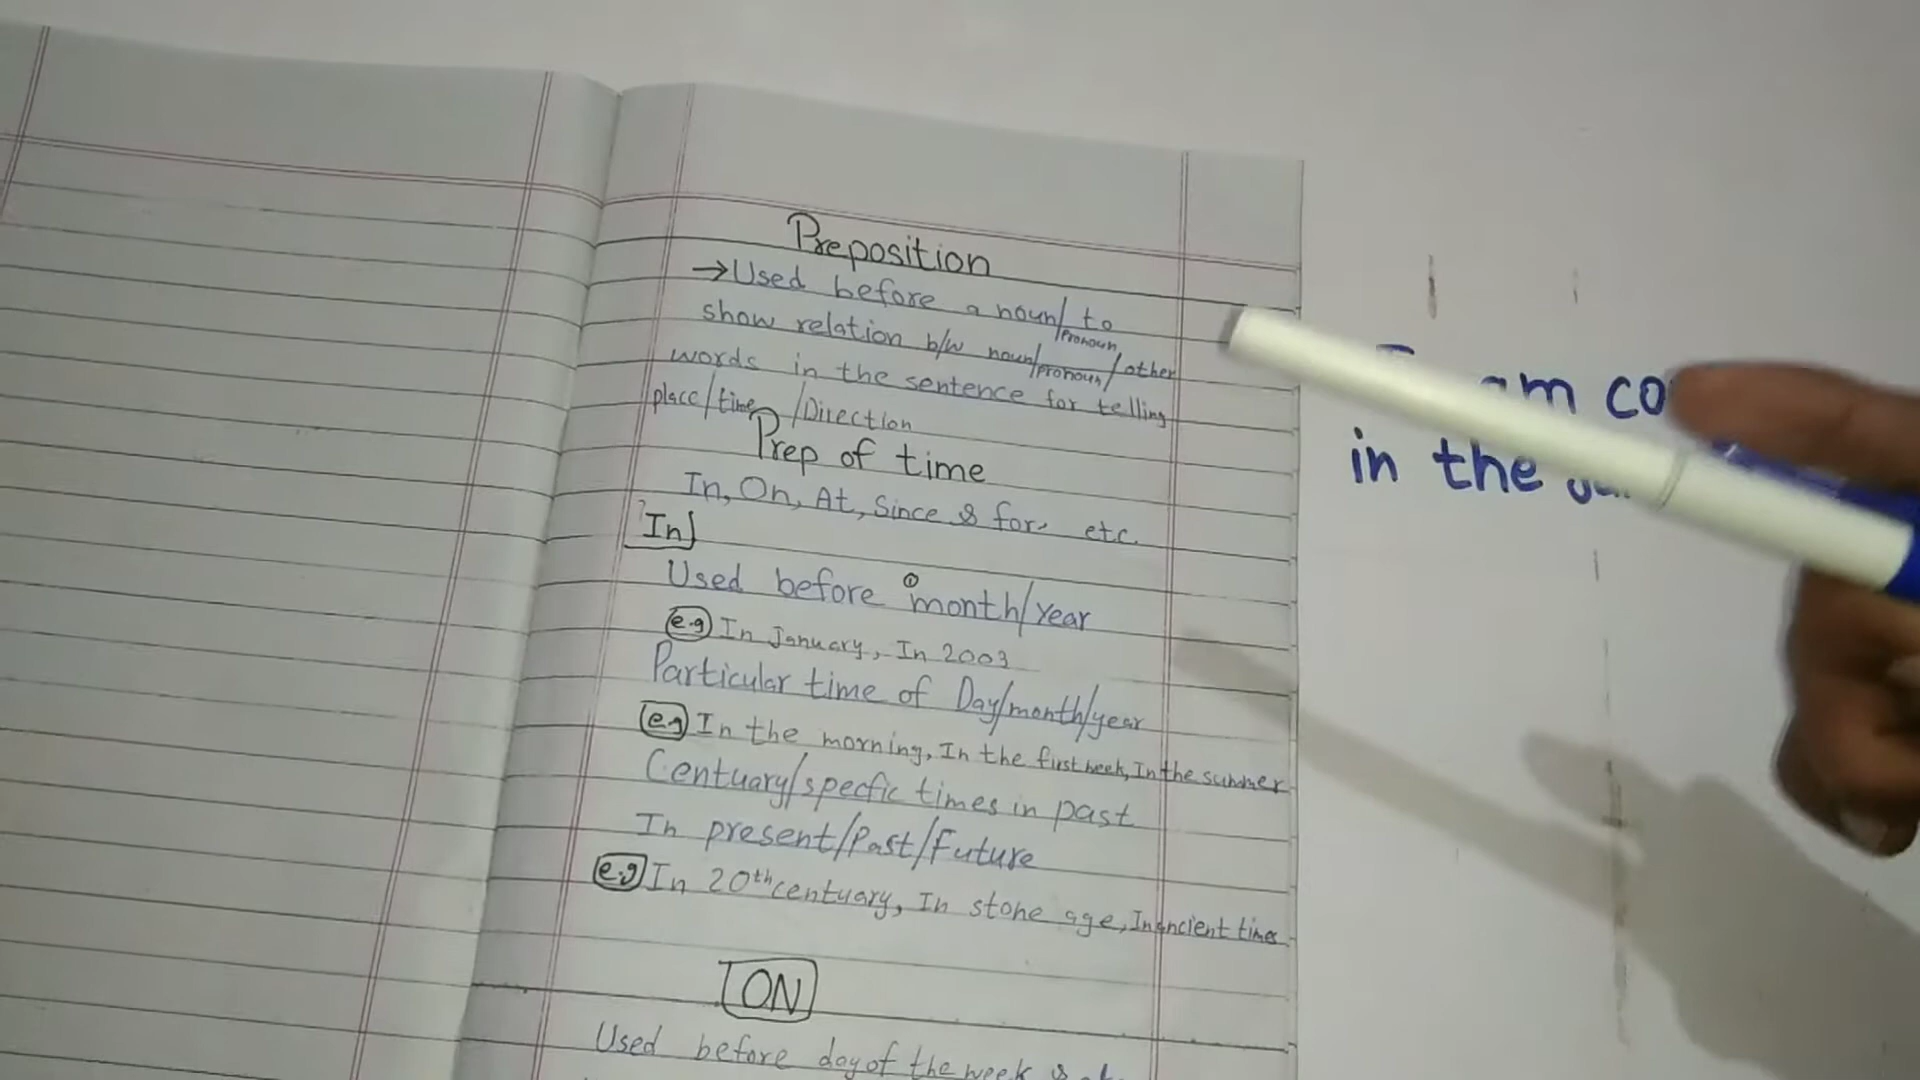 Preposition
→ Used before a noun/pronoun to
show relation b/w noun/pronoun/other
words in the sentence for telling
place/time/Direction
Prep of time
In, On, At, Since & for, etc.
In
Used before ① month/year
e.g In January, In 2003
Particular time of Day/month/year
e.g In the morning, In the first week, In the summer
Centuary/specfic times in past
In present/Past/Future
e.g In 20th centuary, In stone age, In ancient times
ON
Used before day of the week &
am co
in the